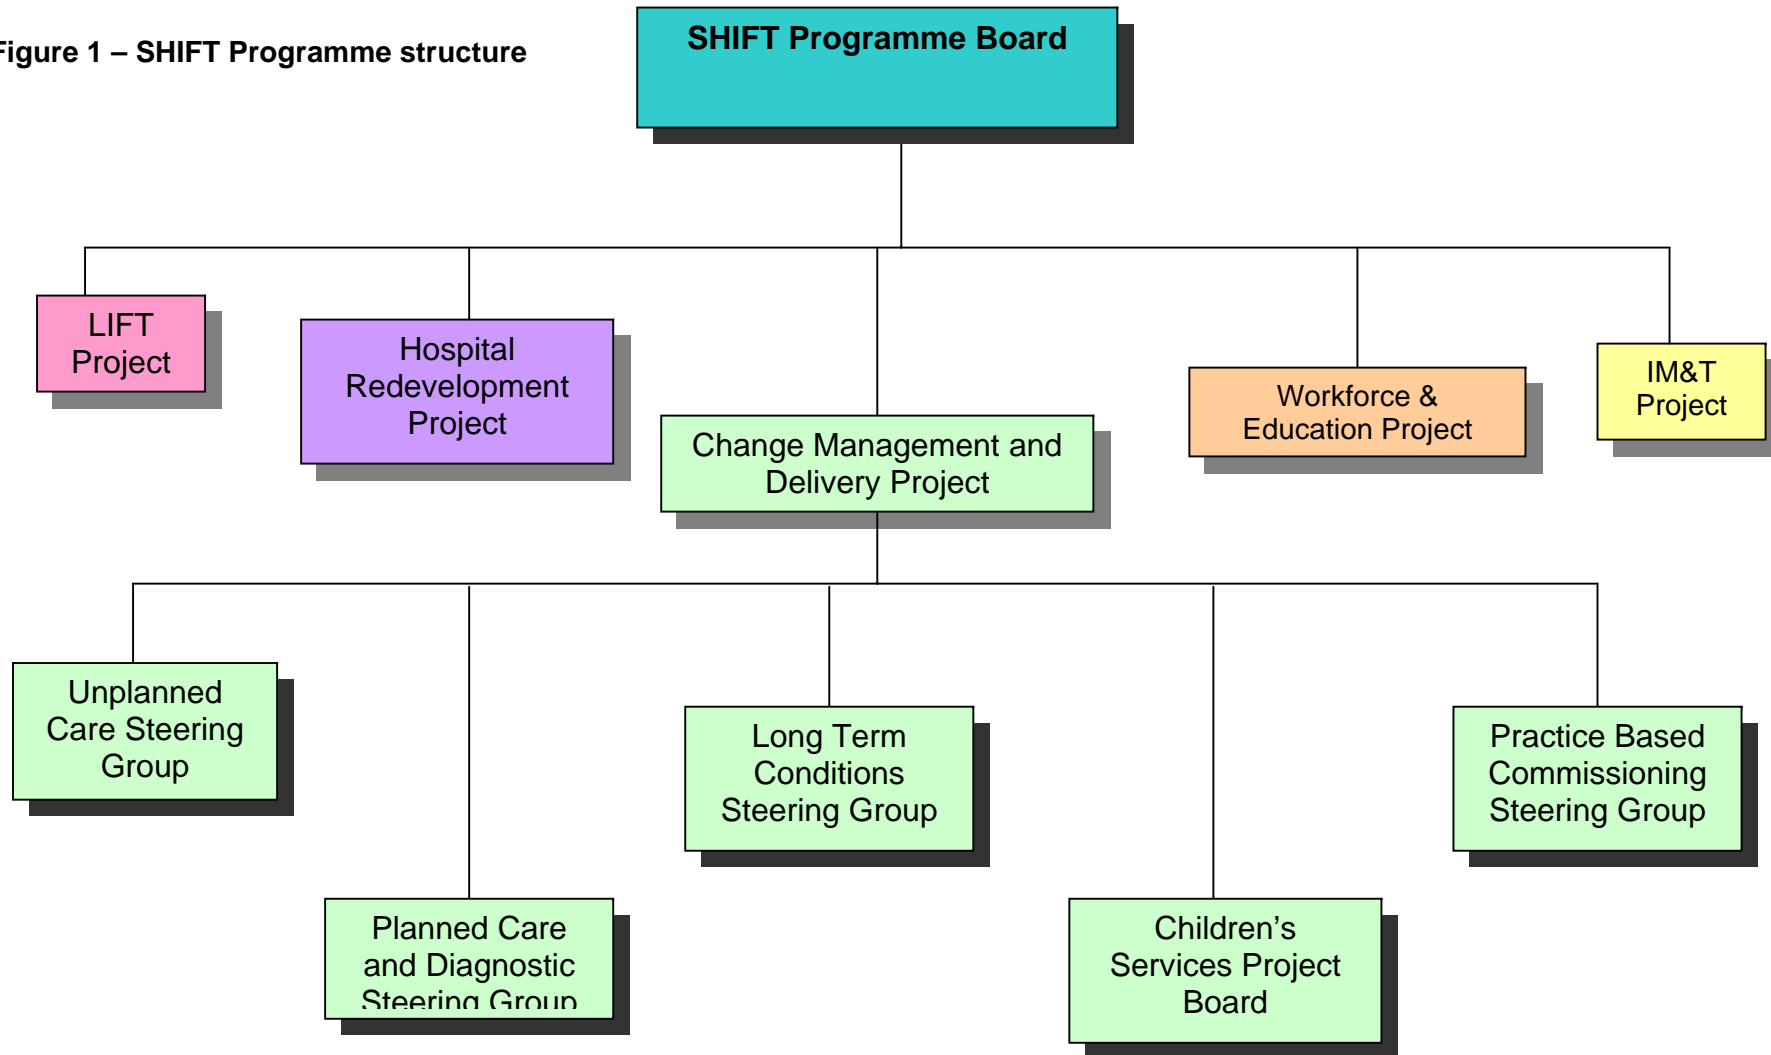 Figure 1 – SHIFT Programme structure
SHIFT Programme Board
LIFT
Project
Hospital
Redevelopment
Project
Change Management and
Delivery Project
Workforce &
Education Project
IM&T
Project
Unplanned
Care Steering
Group
Planned Care
and Diagnostic
Steering Group
Long Term
Conditions
Steering Group
Children’s
Services Project
Board
Practice Based
Commissioning
Steering Group